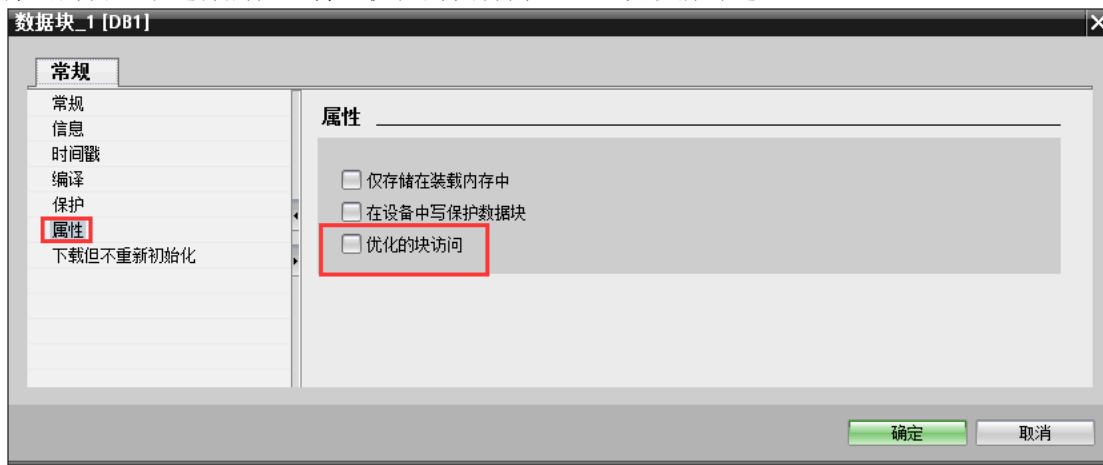 数据块_1 [DB1]
常规
常规
信息
时间戳
编译
保护
属性
下载但不重新初始化
属性
仅存储在装载内存中
在设备中写保护数据块
优化的块访问
确定
取消